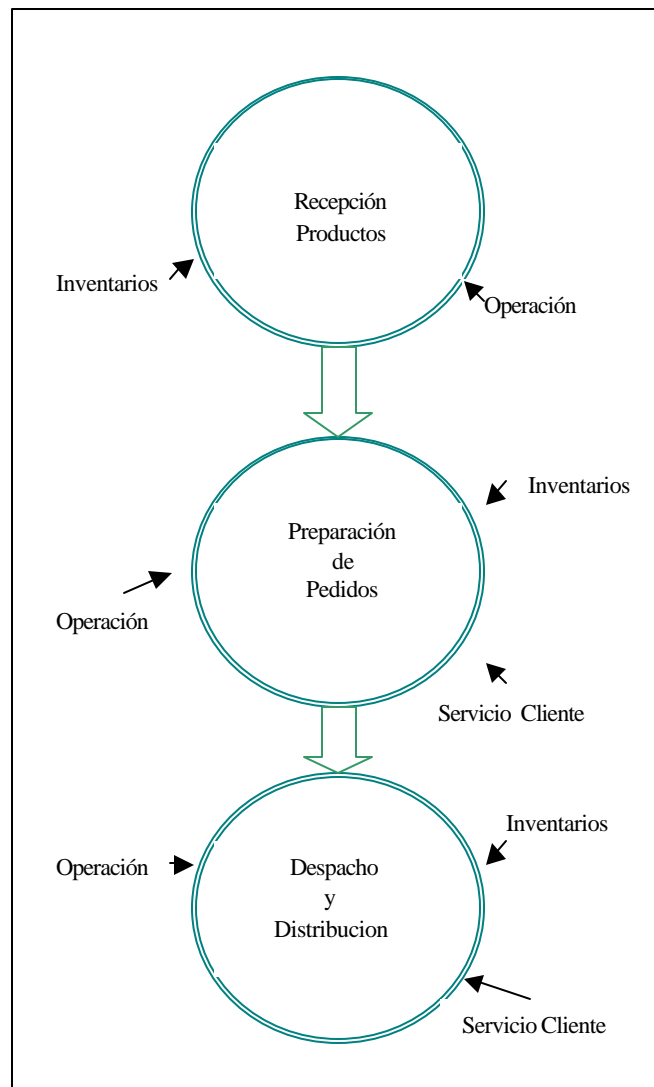 Recepción
Productos
Inventarios
Operación
Inventarios
Preparación
de
Pedidos
Operación
Servicio Cliente
Inventarios
Operación
Despacho
y
Distribucion
Servicio Cliente